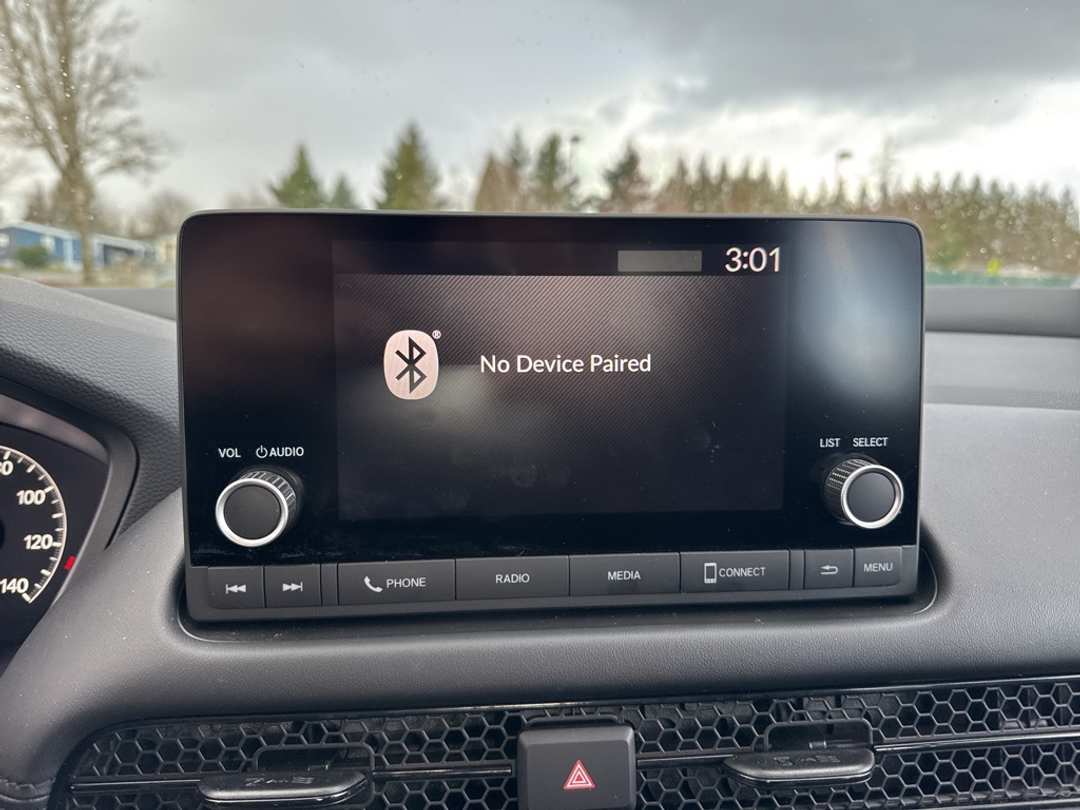 3:01
®
No Device Paired
VOL
AUDIO
LIST
SELECT
PHONE
RADIO
MEDIA
CONNECT
MENU
100
120
140